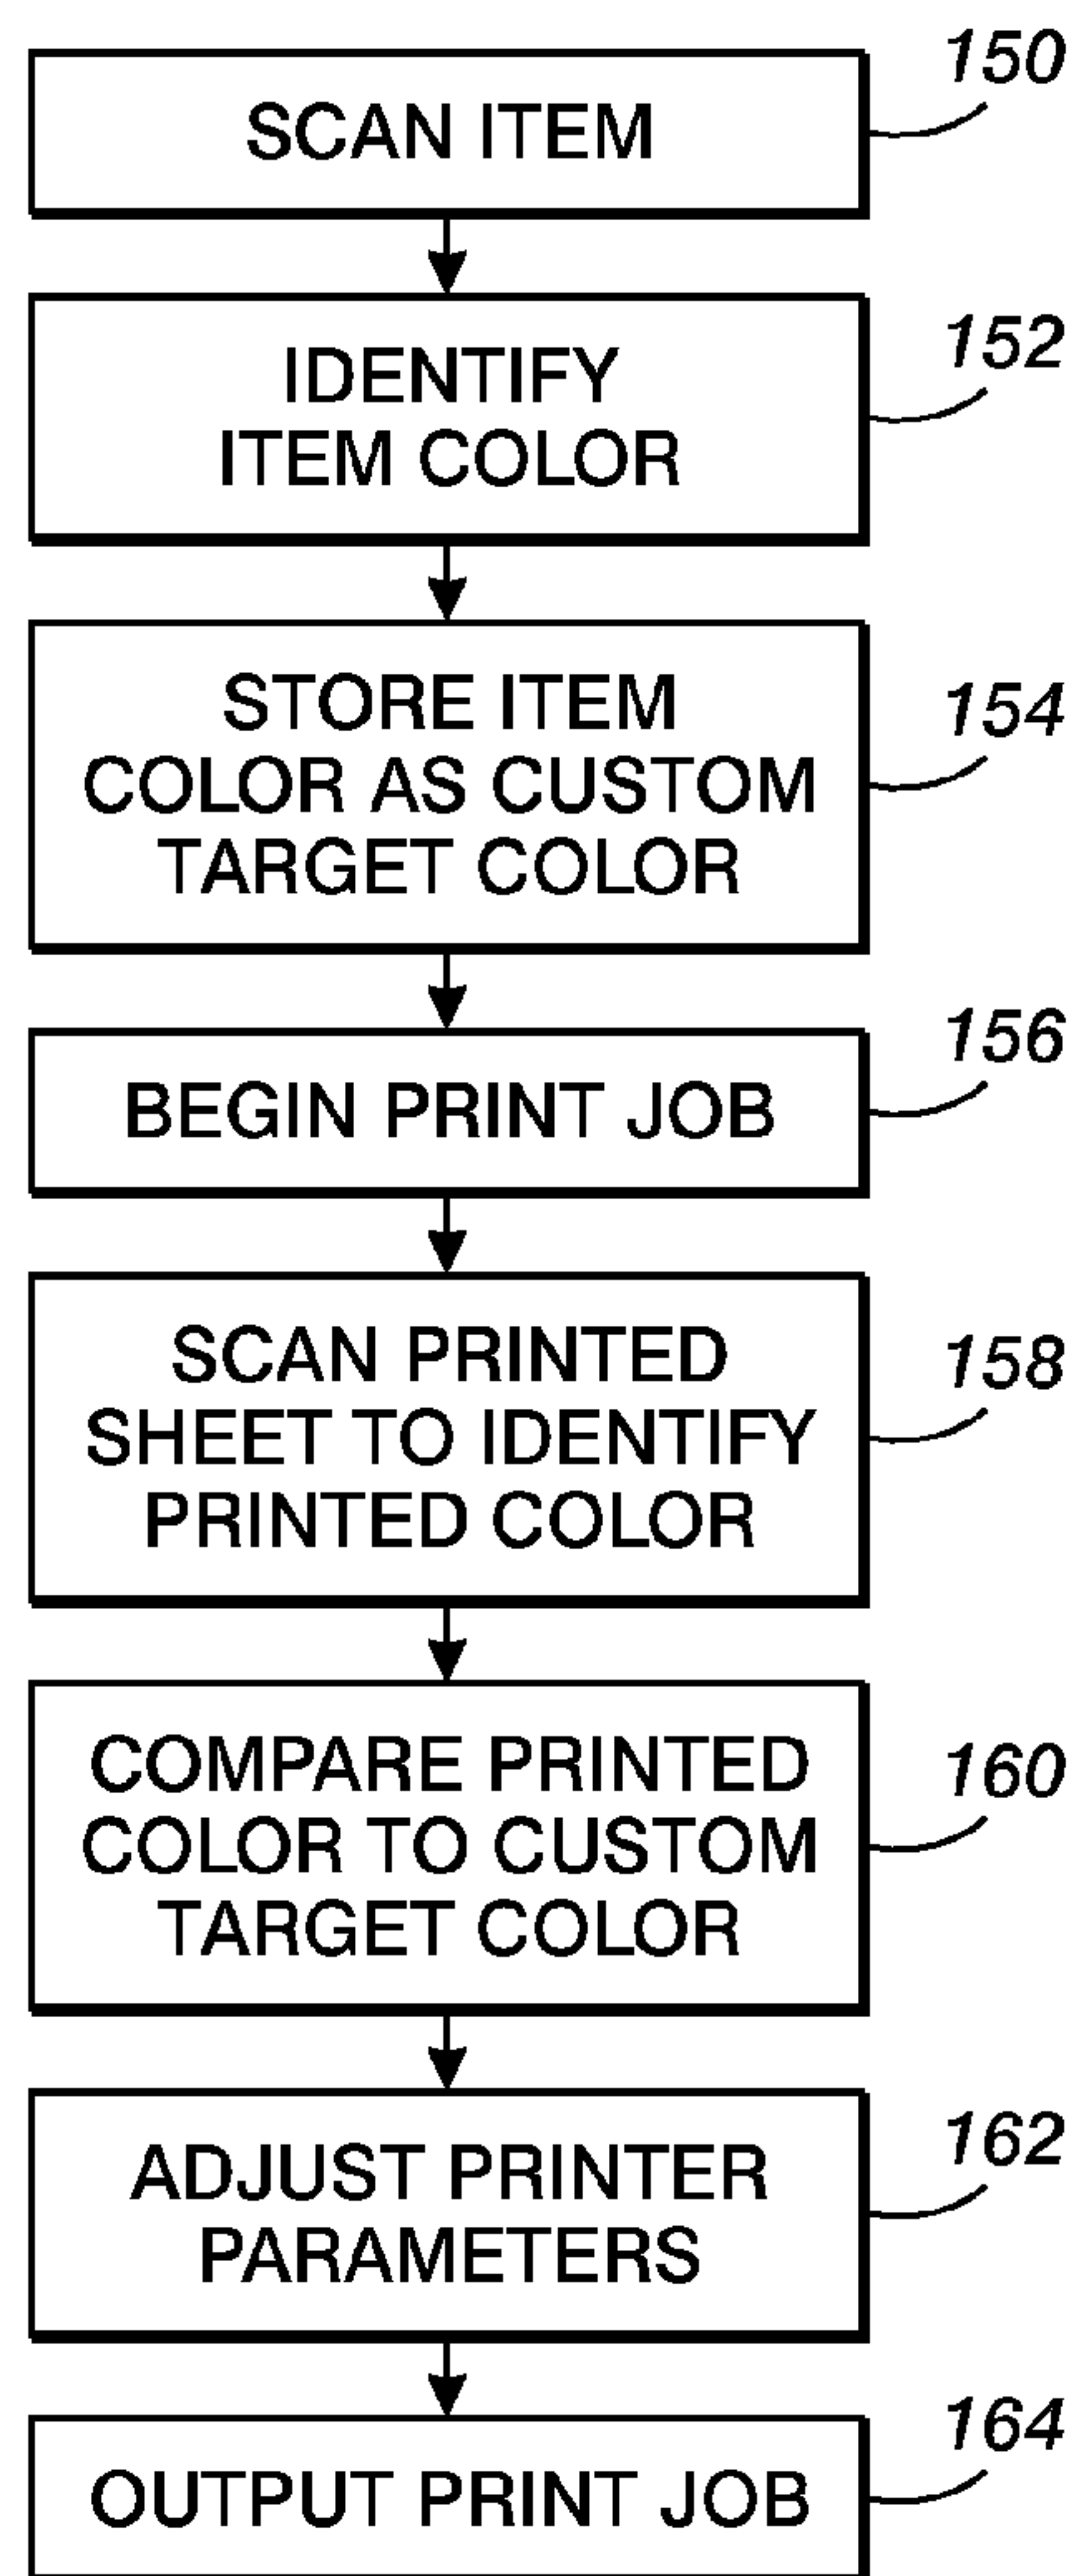 150
SCAN ITEM
152
IDENTIFY
ITEM COLOR
154
STORE ITEM
COLOR AS CUSTOM
TARGET COLOR
156
BEGIN PRINT JOB
158
SCAN PRINTED
SHEET TO IDENTIFY
PRINTED COLOR
160
COMPARE PRINTED
COLOR TO CUSTOM
TARGET COLOR
162
ADJUST PRINTER
PARAMETERS
164
OUTPUT PRINT JOB